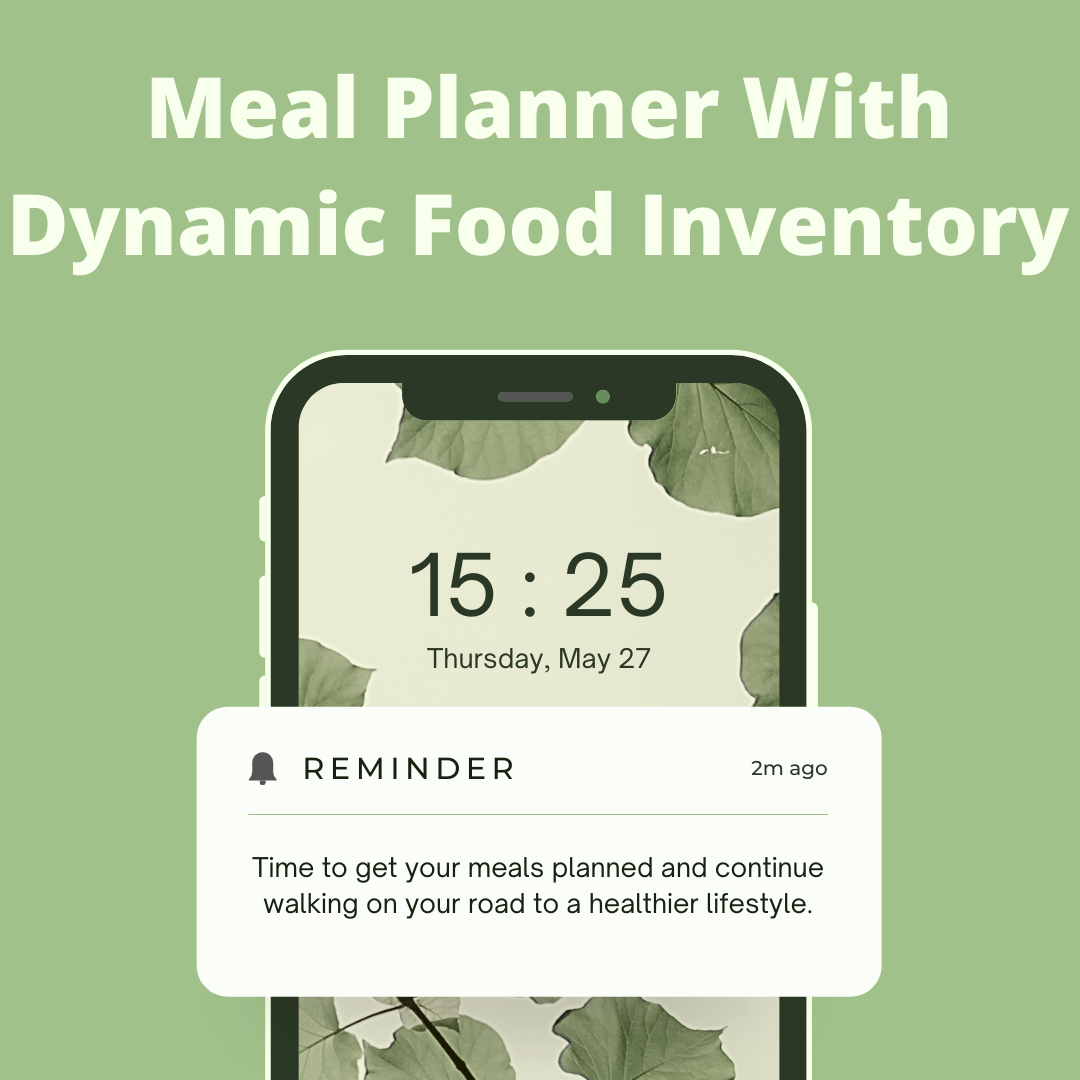 Meal Planner With
Dynamic Food Inventory
15 : 25
Thursday, May 27
REMINDER
2m ago
Time to get your meals planned and continue
walking on your road to a healthier lifestyle.